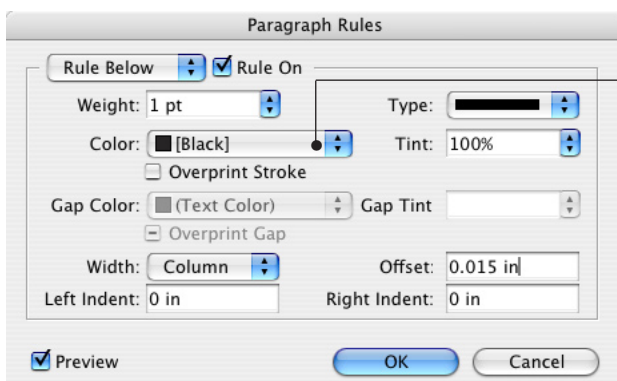 Paragraph Rules
Rule Below Rule On
Weight: 1 pt Type:
Color: [Black] Tint: 100%
Overprint Stroke
Gap Color: (Text Color) Gap Tint
Overprint Gap
Width: Column Offset: 0.015 in
Left Indent: 0 in Right Indent: 0 in
Preview OK Cancel